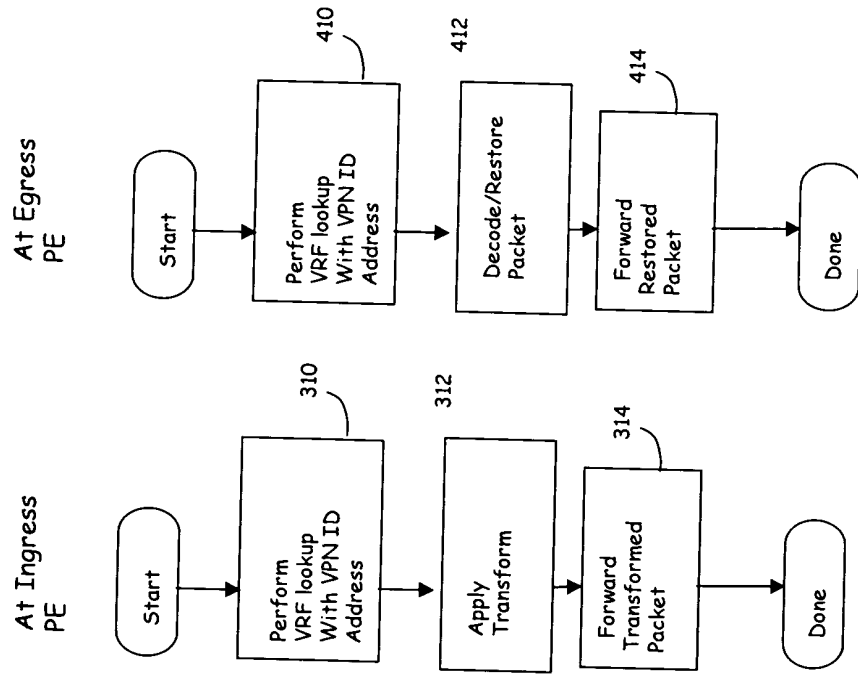 At Ingress
PE
Start
Perform
VRF lookup
With VPN ID
Address
310
Apply
Transform
312
Forward
Transformed
Packet
314
Done
At Egress
PE
Start
Perform
VRF lookup
With VPN ID
Address
410
Decode/Restore
Packet
412
Forward
Restored
Packet
414
Done